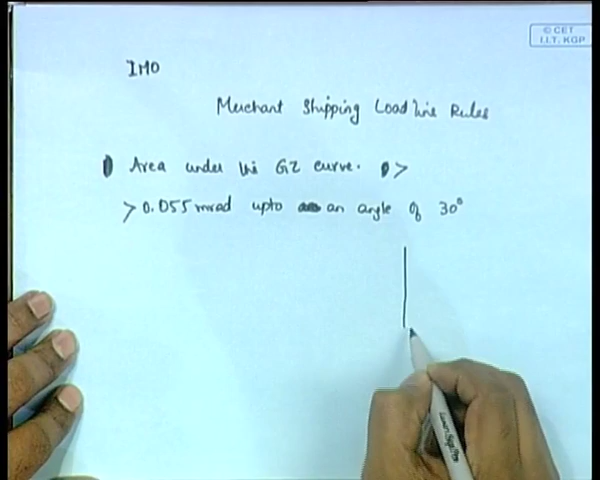 © CET
I.I.T. KGP
IMO
Merchant Shipping Load line Rules
Area under the GZ curve. >
> 0.055 mrad upto an angle of 30°